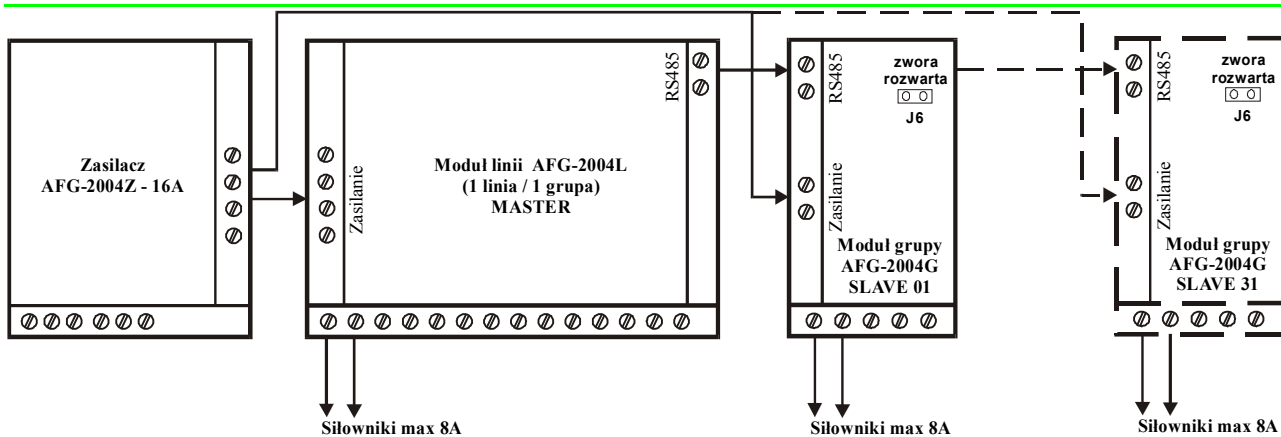 Zasilacz
AFG-2004Z - 16A
Zasilanie
Moduł linii AFG-2004L
(1 linia / 1 grupa)
MASTER
RS485
Siłowniki max 8A
RS485
zwora
rozwarta
J6
Zasilanie
Moduł grupy
AFG-2004G
SLAVE 01
Siłowniki max 8A
RS485
zwora
rozwarta
J6
Zasilanie
Moduł grupy
AFG-2004G
SLAVE 31
Siłowniki max 8A